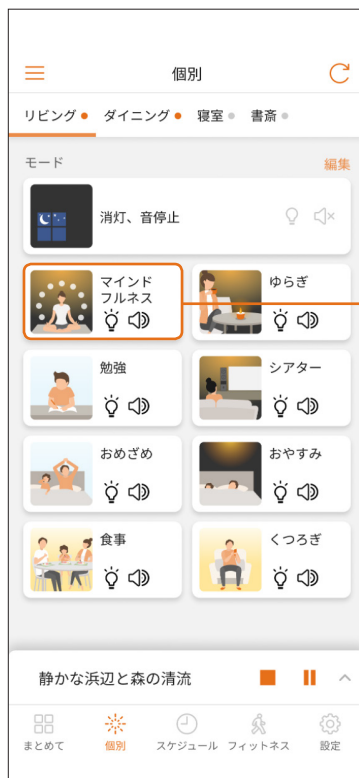 個別
リビング ダイニング 寝室 書斎
モード 編集
消灯、音停止
マインド
フルネス
ゆらぎ
勉強
シアター
おめざめ
おやすみ
食事
くつろぎ
静かな浜辺と森の清流
まとめて 個別 スケジュール フィットネス 設定